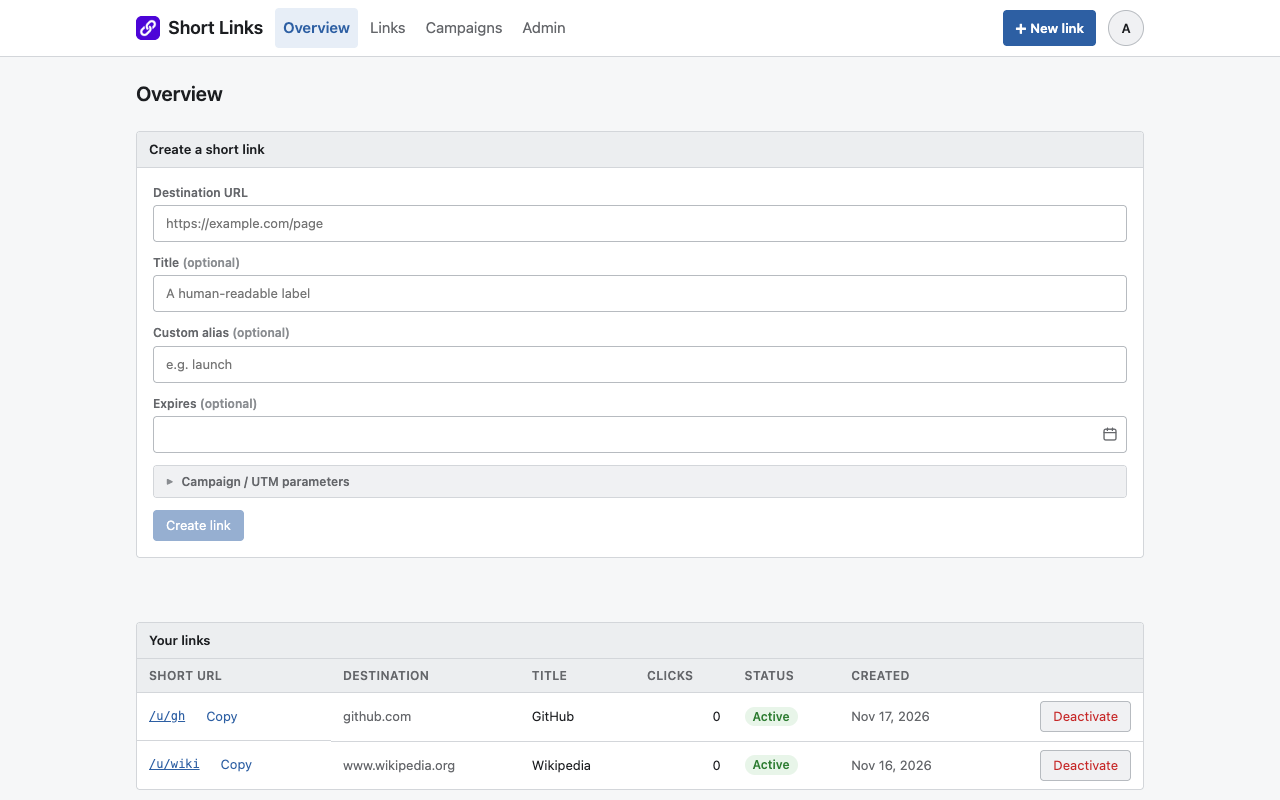 Short Links Overview Links Campaigns Admin + New link A
Overview
Create a short link
Destination URL
https://example.com/page
Title (optional)
A human-readable label
Custom alias (optional)
e.g. launch
Expires (optional)
Campaign / UTM parameters
Create link
Your links
SHORT URL DESTINATION TITLE CLICKS STATUS CREATED
/u/gh Copy github.com GitHub 0 Active Nov 17, 2026 Deactivate
/u/wiki Copy www.wikipedia.org Wikipedia 0 Active Nov 16, 2026 Deactivate